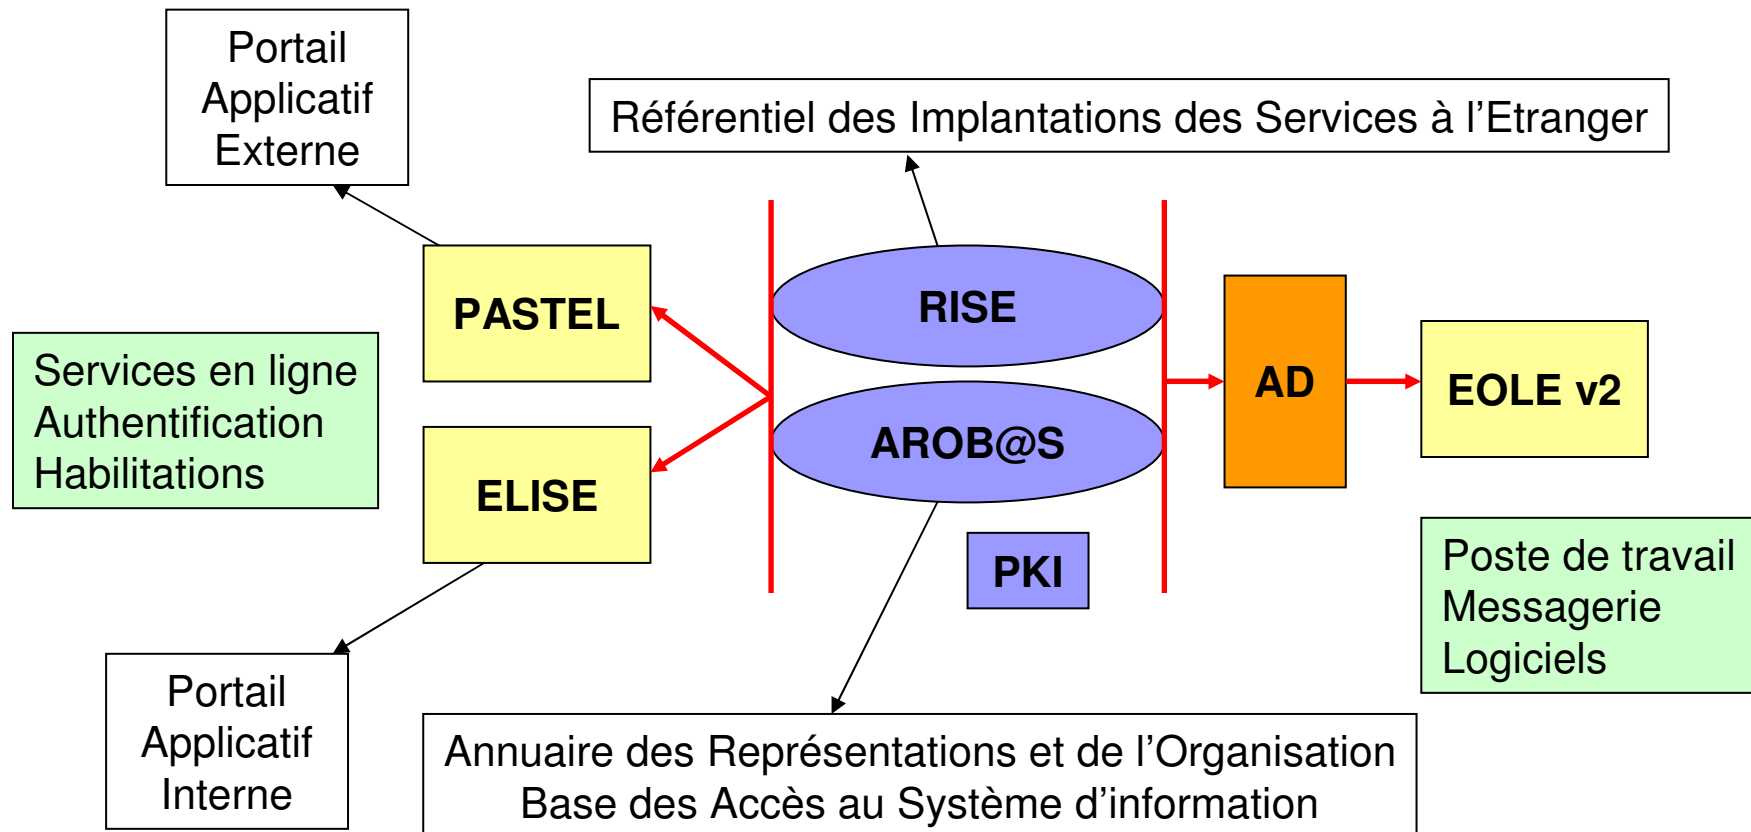 Portail
Applicatif
Externe
Référentiel des Implantations des Services à l’Etranger
PASTEL
RISE
Services en ligne
Authentification
Habilitations
AD
EOLE v2
ELISE
AROB@S
PKI
Poste de travail
Messagerie
Logiciels
Portail
Applicatif
Interne
Annuaire des Représentations et de l’Organisation
Base des Accès au Système d’information